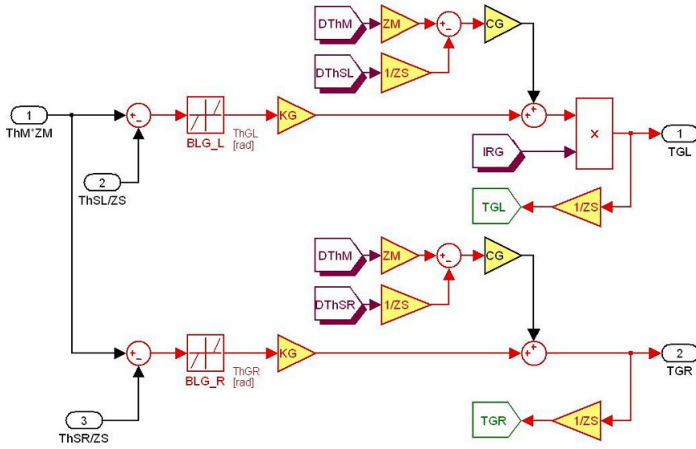 DThM
ZM
+
-
CG
DThSL
1/ZS
1
ThM*ZM
+
-
BLG_L
ThGL
[rad]
KG
+
+
×
1
TGL
IRG
2
ThSL/ZS
TGL
1/ZS
DThM
ZM
+
-
CG
DThSR
1/ZS
+
-
BLG_R
ThGR
[rad]
KG
+
+
2
TGR
3
ThSR/ZS
TGR
1/ZS